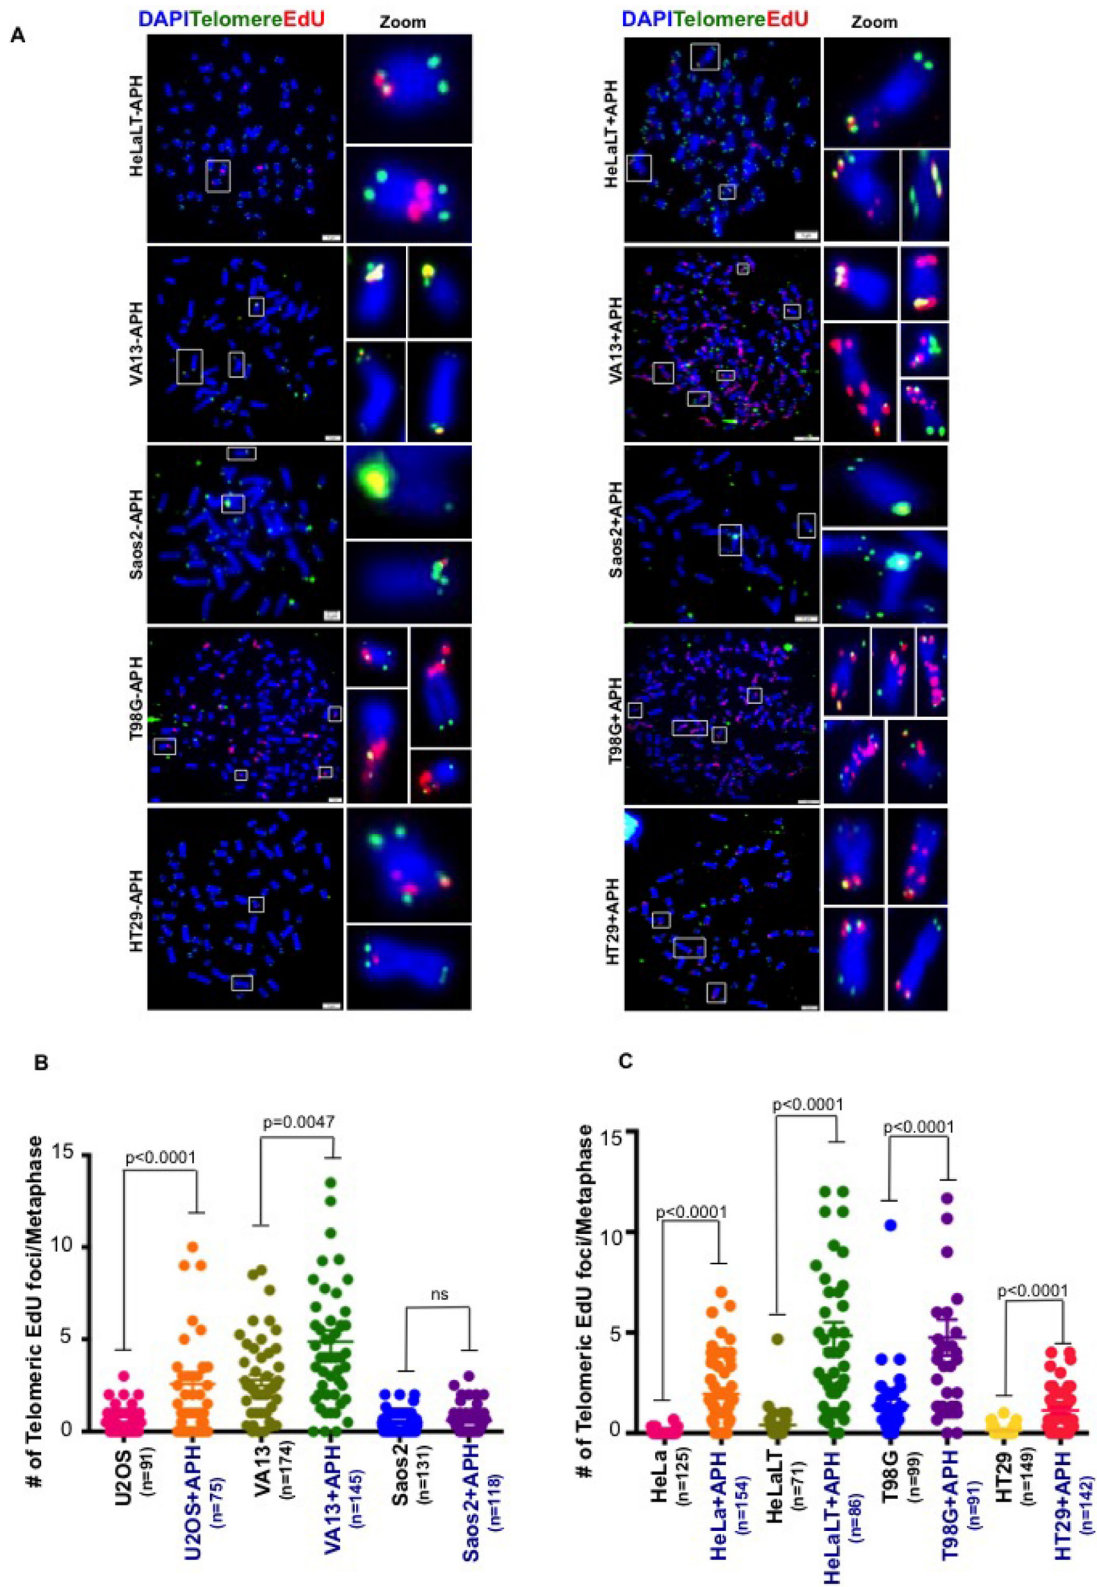 A
DAPITelomereEdU
Zoom
DAPITelomereEdU
Zoom
HeLaLT-APH
HeLaLT+APH
VA13-APH
VA13+APH
Saos2-APH
Saos2+APH
T98G-APH
T98G+APH
HT29-APH
HT29+APH
B
# of Telomeric EdU foci/Metaphase
15
10
5
0
p<0.0001
p=0.0047
ns
U2OS
(n=91)
U2OS+APH
(n=75)
VA13
(n=174)
VA13+APH
(n=145)
Saos2
(n=131)
Saos2+APH
(n=118)
C
# of Telomeric EdU foci/Metaphase
15
10
5
0
p<0.0001
p<0.0001
p<0.0001
p<0.0001
HeLa
(n=125)
HeLa+APH
(n=154)
HeLaLT
(n=71)
HeLaLT+APH
(n=86)
T98G
(n=99)
T98G+APH
(n=91)
HT29
(n=149)
HT29+APH
(n=142)